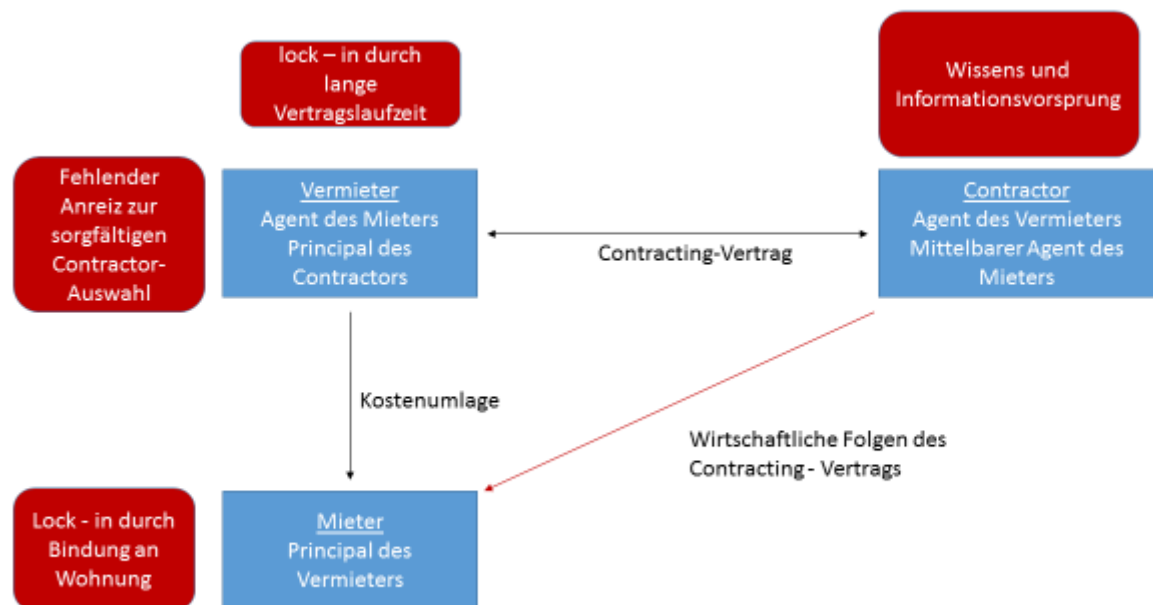 lock – in durch
lange
Vertragslaufzeit
Wissens und
Informationsvorsprung
Fehlender
Anreiz zur
sorgfältigen
Contractor-
Auswahl
Vermieter
Agent des Mieters
Principal des
Contractors
Contracting-Vertrag
Contractor
Agent des Vermieters
Mittelbarer Agent des
Mieters
Kostenumlage
Wirtschaftliche Folgen des
Contracting - Vertrags
Lock - in durch
Bindung an
Wohnung
Mieter
Principal des
Vermieters